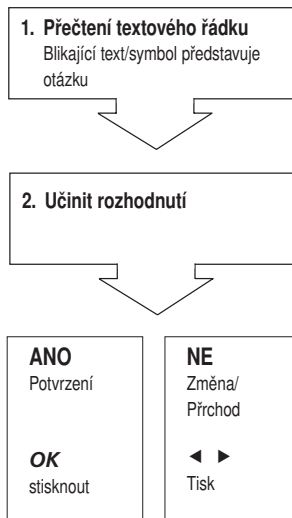 1. Přečtení textového řádku
Blikající text/symbol představuje
otázku
2. Učinit rozhodnutí
ANO
Potvrzení
OK
stisknout
NE
Změna/
Přrchod
◄ ►
Tisk